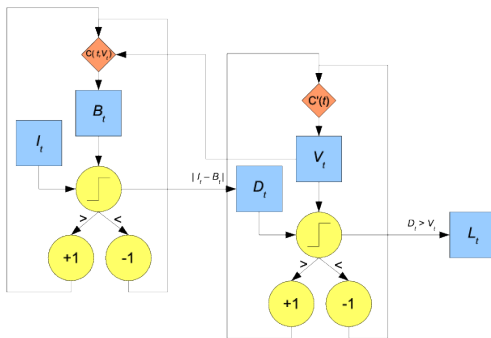 C(t,Vₜ)
C'(t)
Bₜ
Iₜ
Vₜ
| Iₜ – Bₜ |
Dₜ
Dₜ > Vₜ
Lₜ
> <
+1 -1
> <
+1 -1